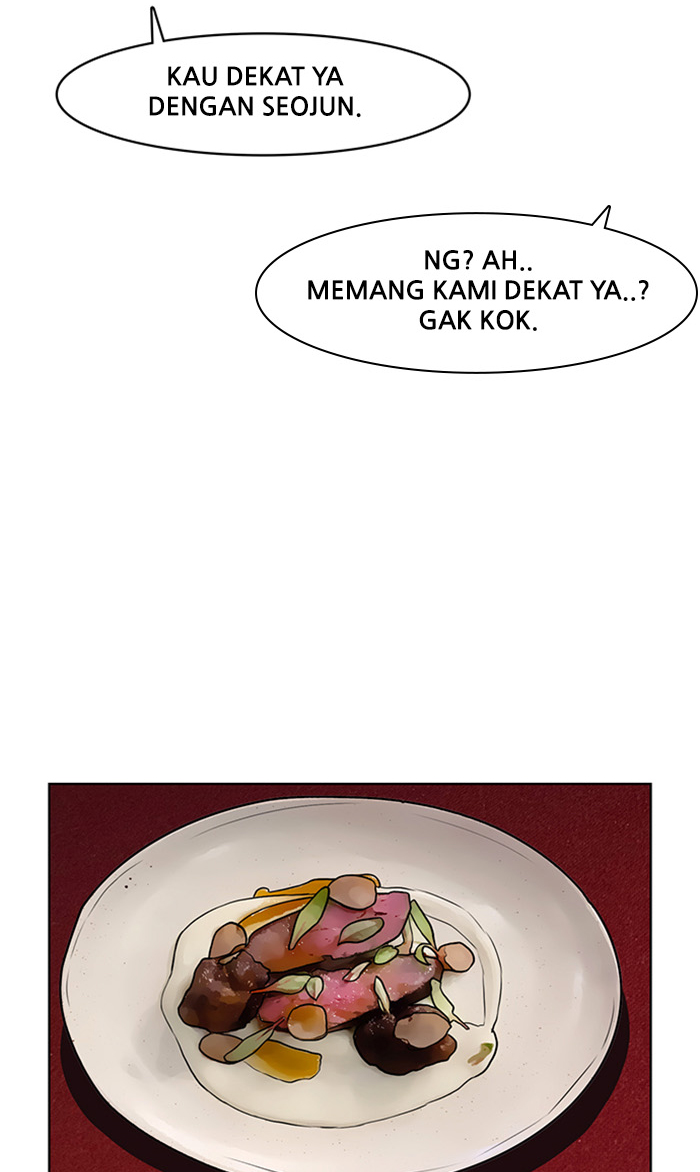 KAU DEKAT YA
DENGAN SEOJUN.
NG? AH..
MEMANG KAMI DEKAT YA..?
GAK KOK.